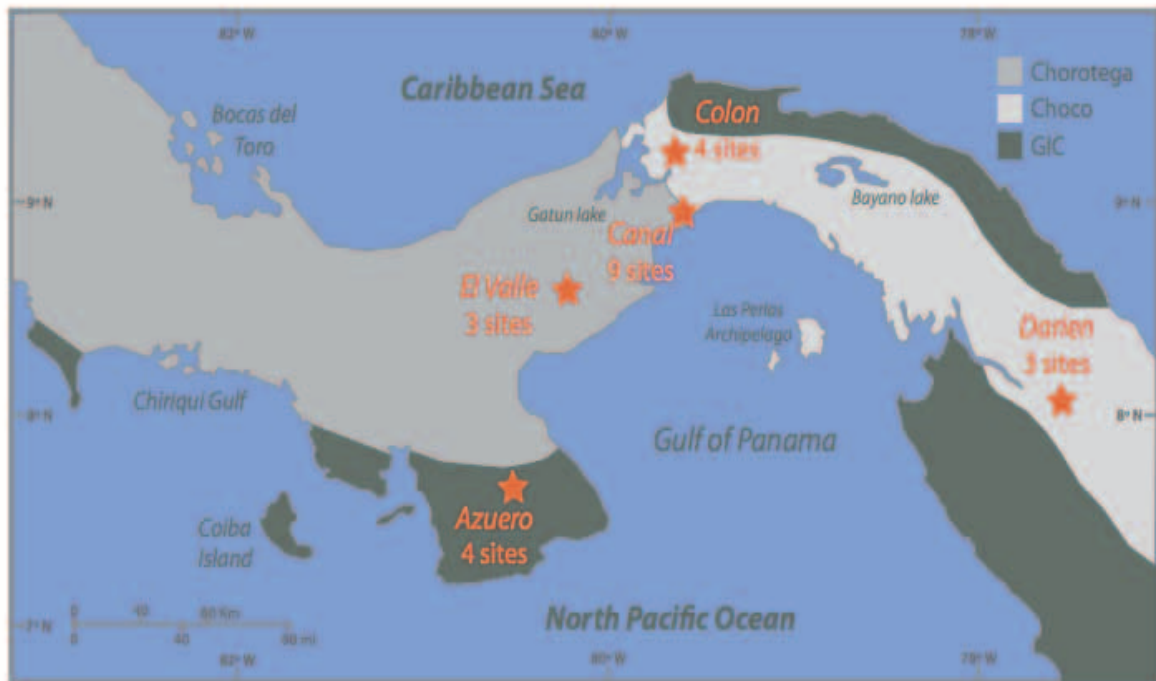 82° W
80° W
78° W
Caribbean Sea
Chorotega
Choco
GIC
Bocas del
Toro
Colon
4 sites
9° N
Gatun lake
Bayano lake
9° N
Canal
9 sites
El Valle
3 sites
Las Perlas
Archipelago
Darien
3 sites
Chiriqui Gulf
8° N
Gulf of Panama
8° N
Coiba
Island
Azuero
4 sites
0 40 80 Km
0 40 80 mi
North Pacific Ocean
7° N
82° W
80° W
78° W